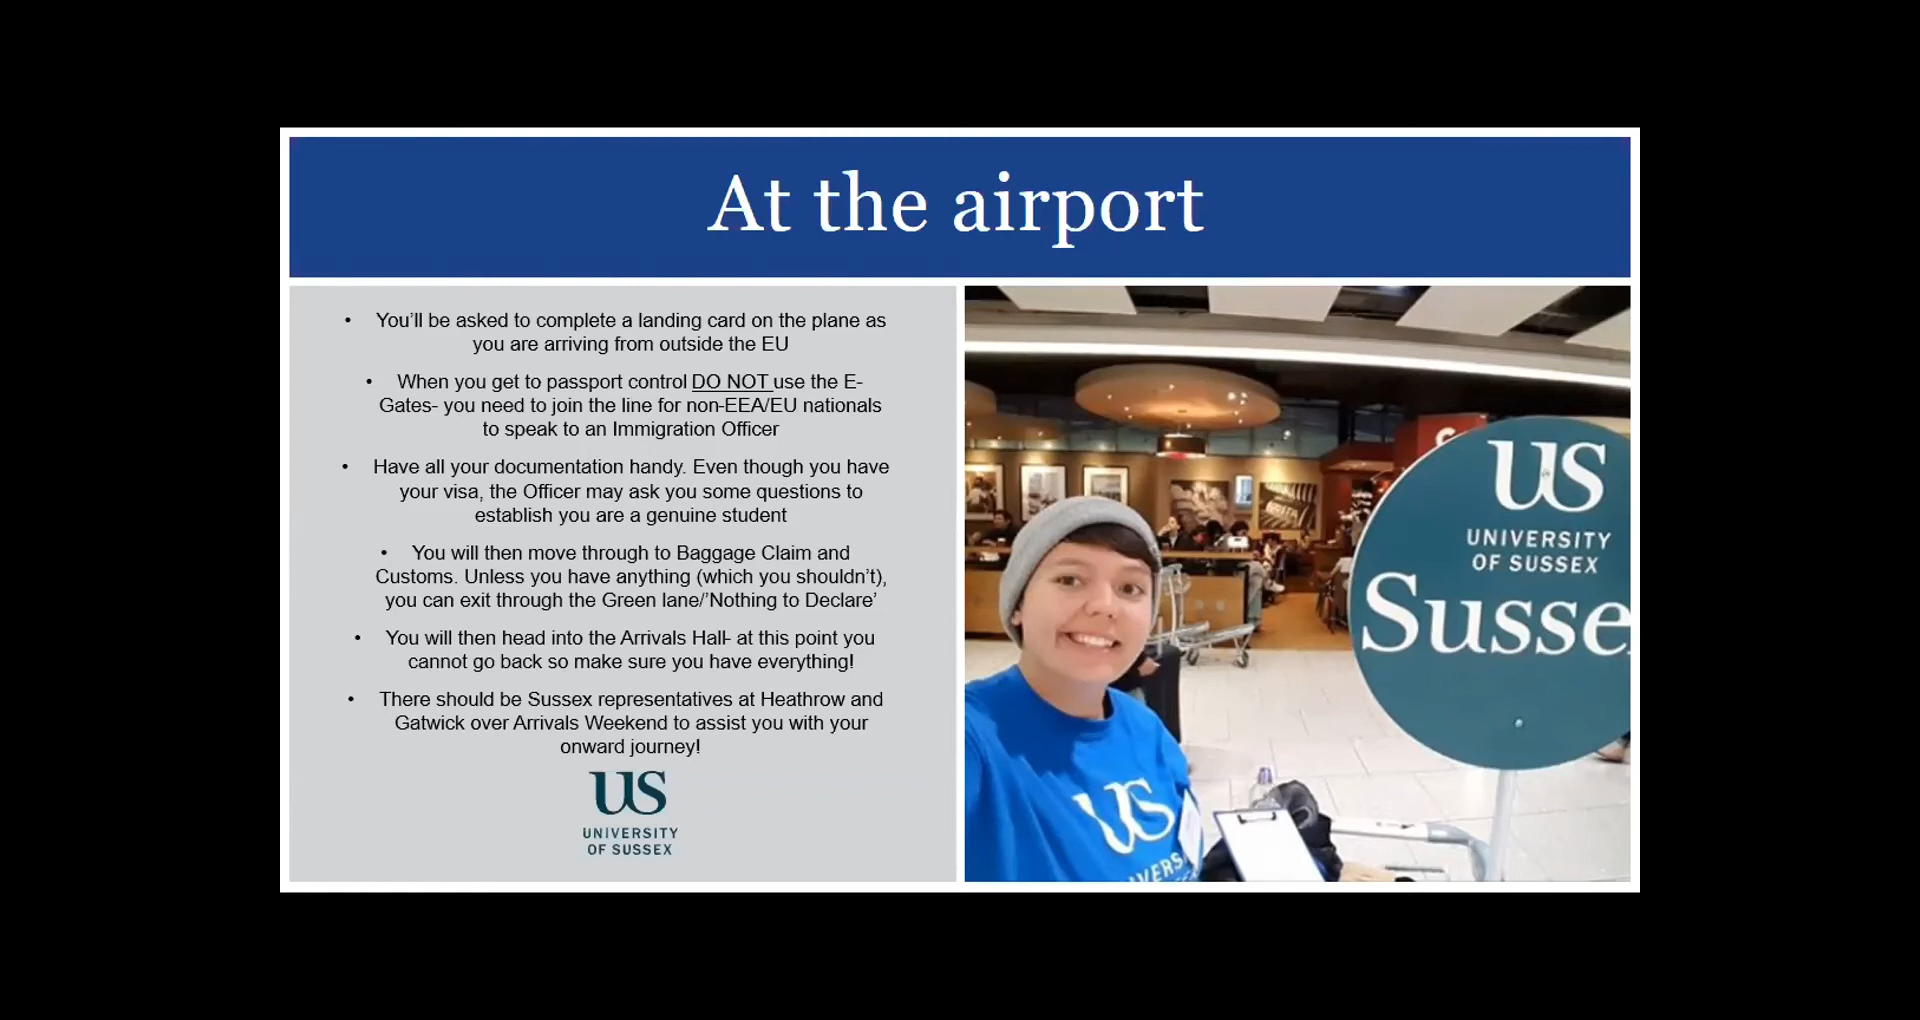 At the airport
• You'll be asked to complete a landing card on the plane as
you are arriving from outside the EU
• When you get to passport control DO NOT use the E-
Gates- you need to join the line for non-EEA/EU nationals
to speak to an Immigration Officer
• Have all your documentation handy. Even though you have
your visa, the Officer may ask you some questions to
establish you are a genuine student
• You will then move through to Baggage Claim and
Customs. Unless you have anything (which you shouldn't),
you can exit through the Green lane/'Nothing to Declare'
• You will then head into the Arrivals Hall- at this point you
cannot go back so make sure you have everything!
• There should be Sussex representatives at Heathrow and
Gatwick over Arrivals Weekend to assist you with your
onward journey!
US
UNIVERSITY
OF SUSSEX
US
UNIVERSITY
OF SUSSEX
Susse
US
IVERS